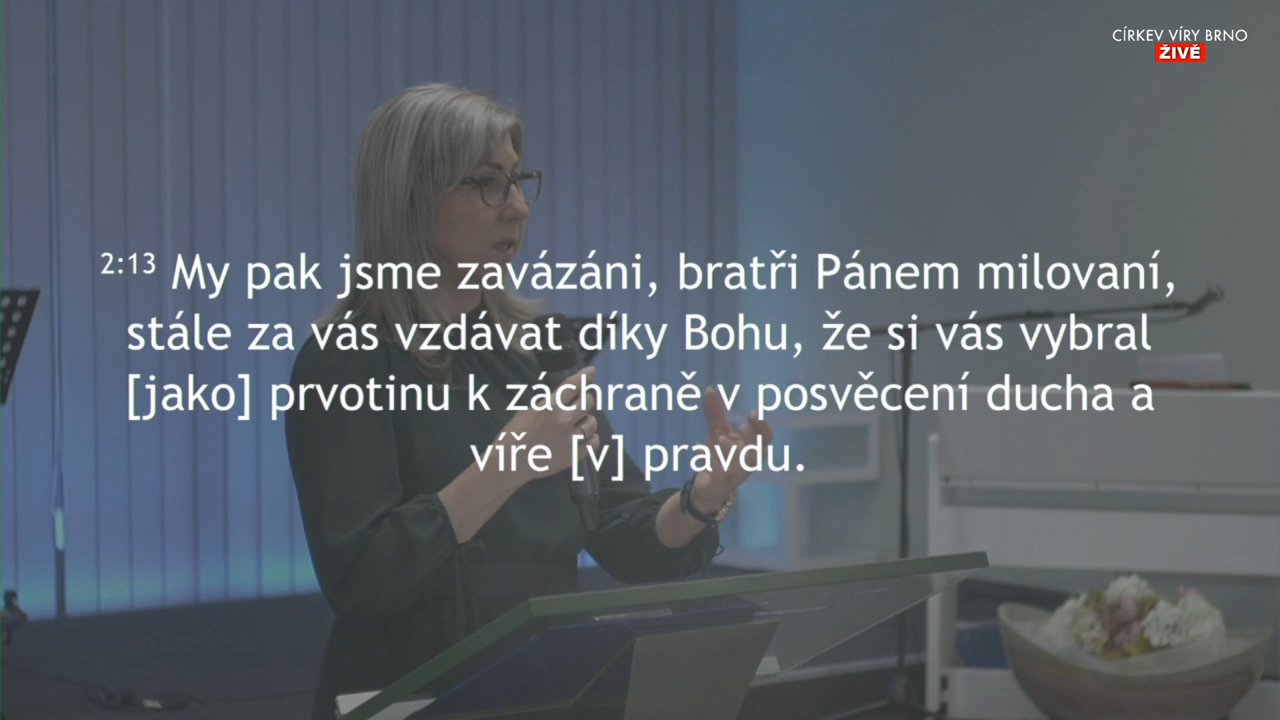 CÍRKEV VÍRY BRNO
ŽIVĚ
2:13 My pak jsme zavázáni, bratři Pánem milovaní,
stále za vás vzdávat díky Bohu, že si vás vybral
[jako] prvotinu k záchraně v posvěcení ducha a
víře [v] pravdu.